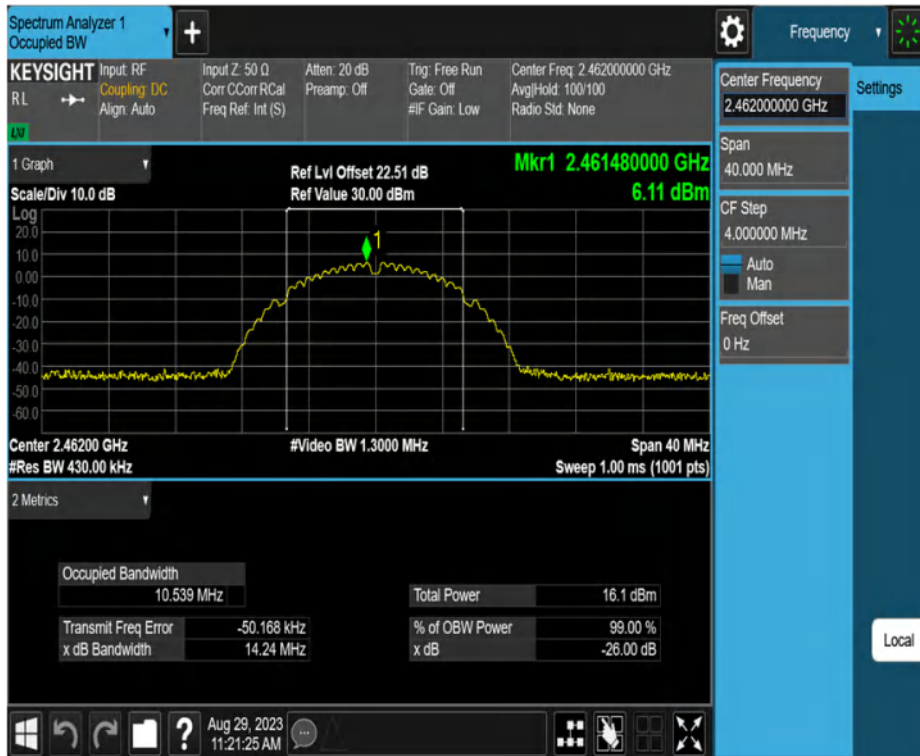 Spectrum Analyzer 1
Occupied BW
+
Frequency
KEYSIGHT
RL
LXI
Input: RF
Coupling: DC
Align: Auto
Input Z: 50 Ω
Corr CCorr RCal
Freq Ref: Int (S)
Atten: 20 dB
Preamp: Off
Trig: Free Run
Gate: Off
#IF Gain: Low
Center Freq: 2.462000000 GHz
Avg|Hold: 100/100
Radio Std: None
Center Frequency
2.462000000 GHz
Settings
Span
40.000 MHz
CF Step
4.000000 MHz
Auto
Man
Freq Offset
0 Hz
Local
1 Graph
Scale/Div 10.0 dB
Ref Lvl Offset 22.51 dB
Ref Value 30.00 dBm
Mkr1 2.461480000 GHz
6.11 dBm
Log
20.0
10.0
0.00
-10.0
-20.0
-30.0
-40.0
-50.0
-60.0
1
Center 2.46200 GHz
#Res BW 430.00 kHz
#Video BW 1.3000 MHz
Span 40 MHz
Sweep 1.00 ms (1001 pts)
2 Metrics
Occupied Bandwidth
10.539 MHz
Total Power 16.1 dBm
Transmit Freq Error -50.168 kHz
% of OBW Power 99.00 %
x dB Bandwidth 14.24 MHz
x dB -26.00 dB
?
Aug 29, 2023
11:21:25 AM